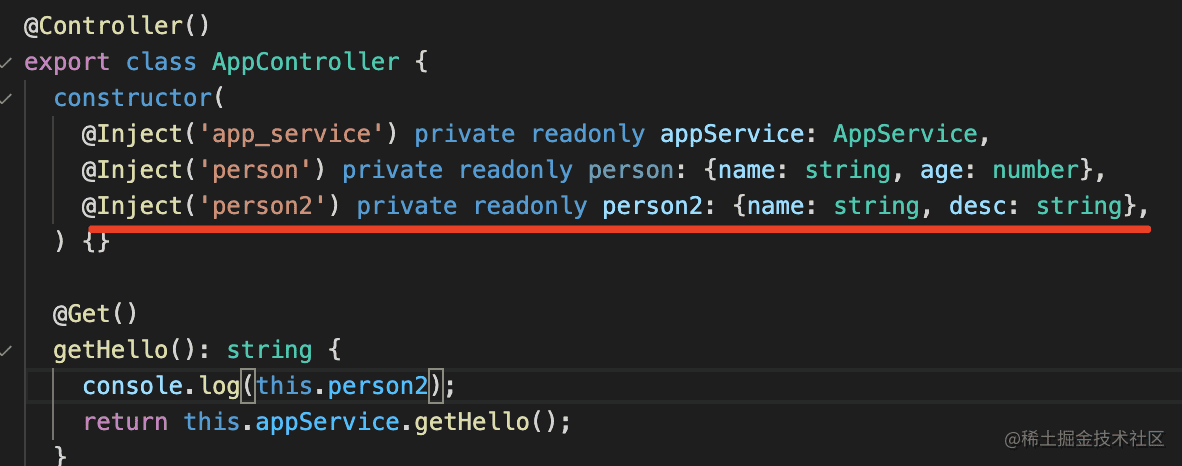 @Controller()
export class AppController {
constructor(
@Inject('app_service') private readonly appService: AppService,
@Inject('person') private readonly person: {name: string, age: number},
@Inject('person2') private readonly person2: {name: string, desc: string},
) {}
@Get()
getHello(): string {
console.log(this.person2);
return this.appService.getHello();
}
@稀土掘金技术社区